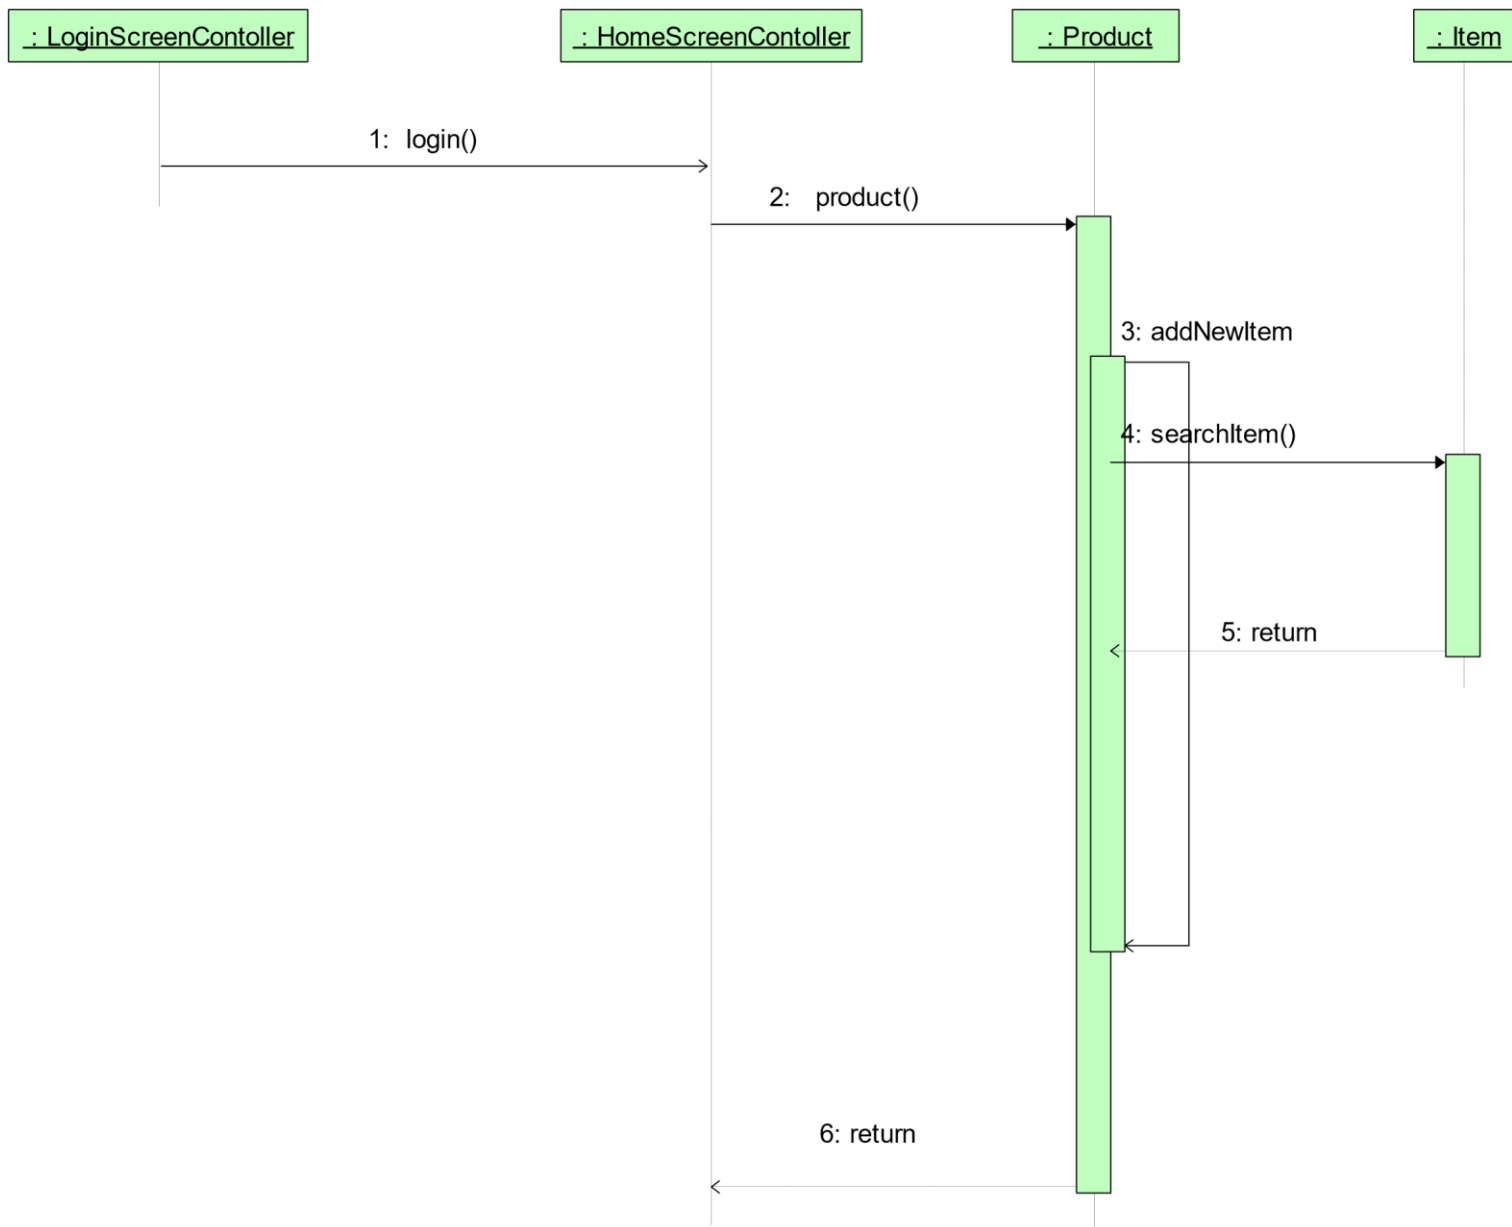 : LoginScreenContoller
: HomeScreenContoller
: Product
: Item
1: login()
2: product()
3: addNewItem
4: searchItem()
5: return
6: return